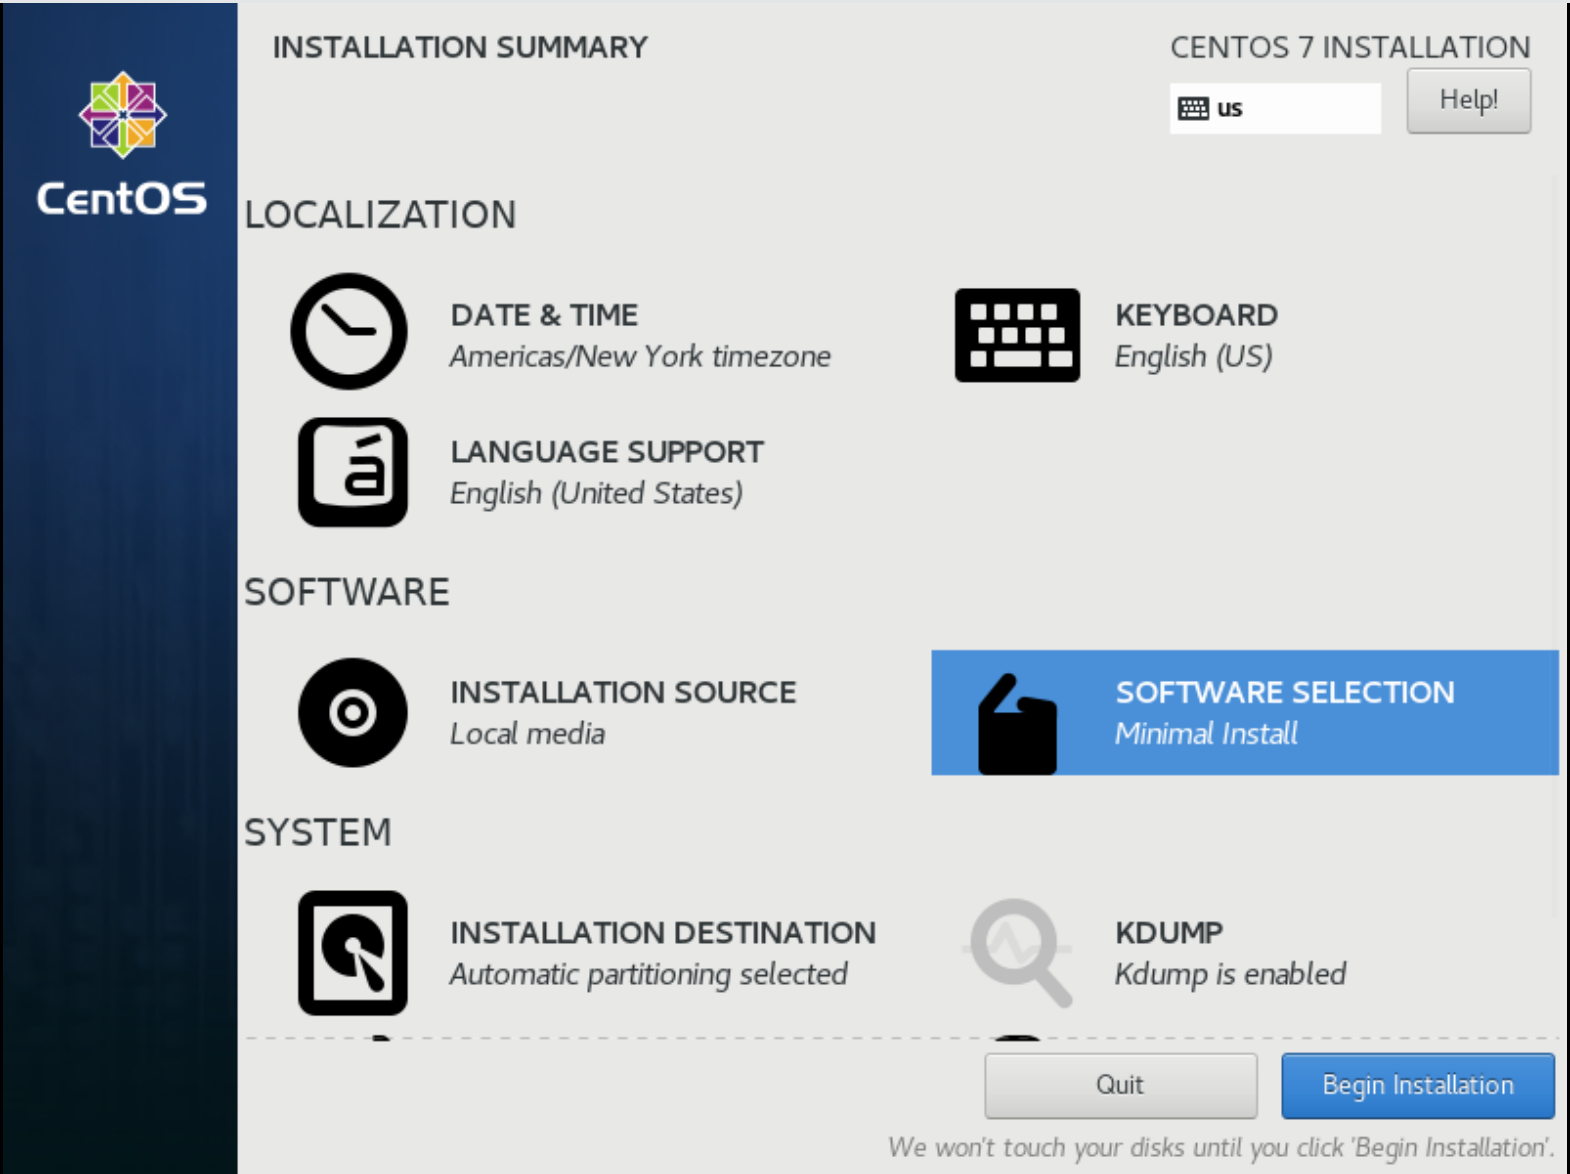 INSTALLATION SUMMARY
CENTOS 7 INSTALLATION
us
Help!
CentOS
LOCALIZATION
DATE & TIME
Americas/New York timezone
KEYBOARD
English (US)
á
LANGUAGE SUPPORT
English (United States)
SOFTWARE
INSTALLATION SOURCE
Local media
SOFTWARE SELECTION
Minimal Install
SYSTEM
INSTALLATION DESTINATION
Automatic partitioning selected
KDUMP
Kdump is enabled
Quit
Begin Installation
We won't touch your disks until you click 'Begin Installation'.